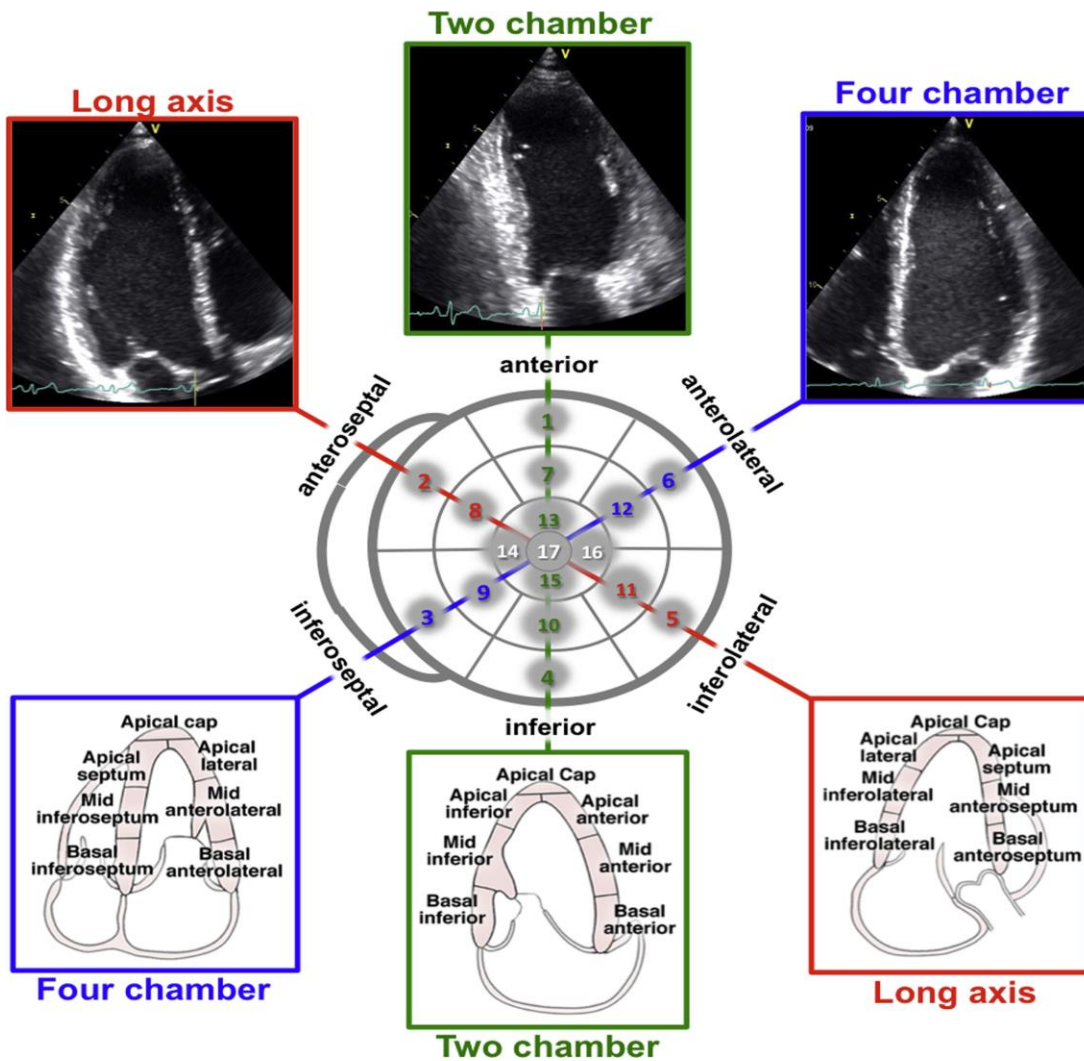 Two chamber
Long axis
Four chamber
V
V
V
5
5
5
10
anterior
anteroseptal
anterolateral
1
2
7
6
8
12
13
14
17
16
15
9
11
3
10
5
4
inferoseptal
inferolateral
inferior
Apical cap
Apical
septum
Apical
lateral
Mid
inferoseptum
Mid
anterolateral
Basal
inferoseptum
Basal
anterolateral
Four chamber
Apical Cap
Apical
inferior
Apical
anterior
Mid
inferior
Mid
anterior
Basal
inferior
Basal
anterior
Two chamber
Apical Cap
Apical
lateral
Apical
septum
Mid
inferolateral
Mid
anteroseptum
Basal
inferolateral
Basal
anteroseptum
Long axis